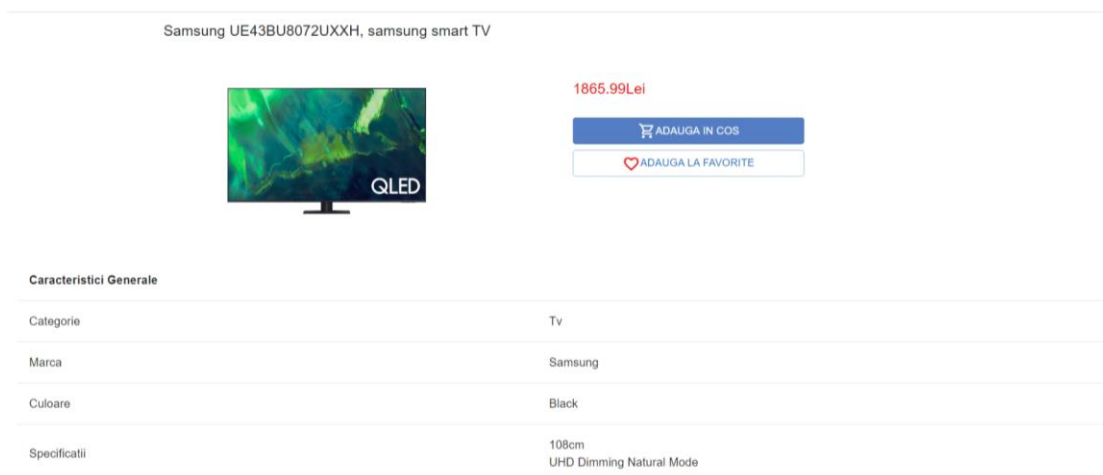 Samsung UE43BU8072UXXH, samsung smart TV
1865.99Lei
ADAUGA IN COS
ADAUGA LA FAVORITE
QLED
Caracteristici Generale
Categorie Tv
Marca Samsung
Culoare Black
Specificatii 108cm
UHD Dimming Natural Mode